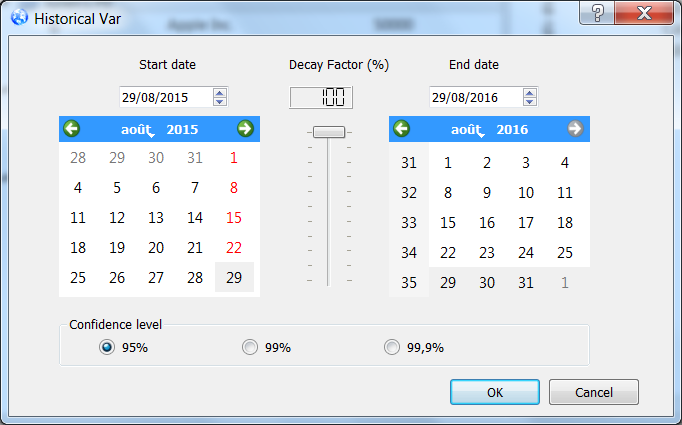 Historical Var
Apple Inc. 50000
Start date Decay Factor (%) End date
29/08/2015 100 29/08/2016
août 2015 août 2016
28 29 30 31 1 31 1 2 3 4
4 5 6 7 8 32 8 9 10 11
11 12 13 14 15 33 15 16 17 18
18 19 20 21 22 34 22 23 24 25
25 26 27 28 29 35 29 30 31 1
Confidence level
95% 99% 99,9%
OK Cancel